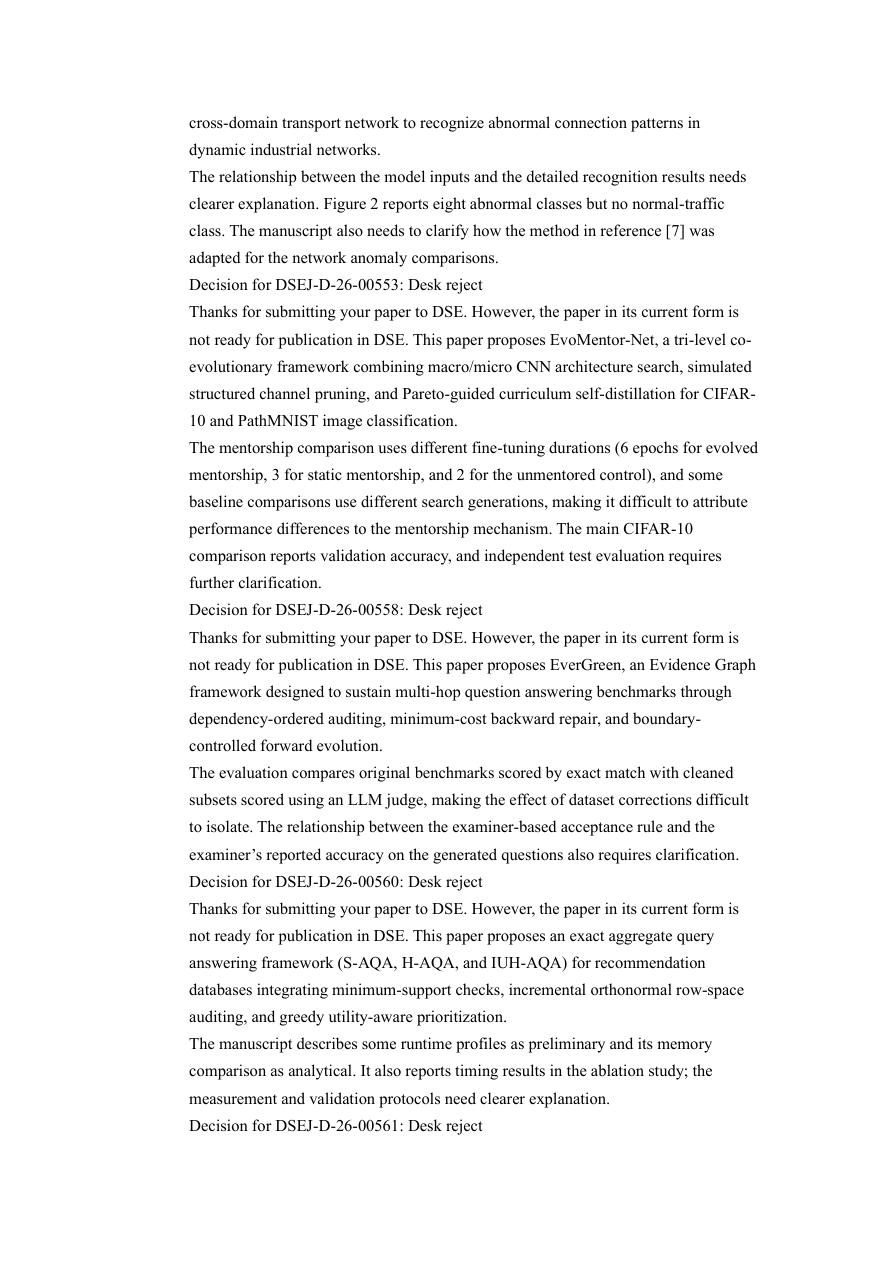 cross-domain transport network to recognize abnormal connection patterns in
dynamic industrial networks.
The relationship between the model inputs and the detailed recognition results needs
clearer explanation. Figure 2 reports eight abnormal classes but no normal-traffic
class. The manuscript also needs to clarify how the method in reference [7] was
adapted for the network anomaly comparisons.
Decision for DSEJ-D-26-00553: Desk reject
Thanks for submitting your paper to DSE. However, the paper in its current form is
not ready for publication in DSE. This paper proposes EvoMentor-Net, a tri-level co-
evolutionary framework combining macro/micro CNN architecture search, simulated
structured channel pruning, and Pareto-guided curriculum self-distillation for CIFAR-
10 and PathMNIST image classification.
The mentorship comparison uses different fine-tuning durations (6 epochs for evolved
mentorship, 3 for static mentorship, and 2 for the unmentored control), and some
baseline comparisons use different search generations, making it difficult to attribute
performance differences to the mentorship mechanism. The main CIFAR-10
comparison reports validation accuracy, and independent test evaluation requires
further clarification.
Decision for DSEJ-D-26-00558: Desk reject
Thanks for submitting your paper to DSE. However, the paper in its current form is
not ready for publication in DSE. This paper proposes EverGreen, an Evidence Graph
framework designed to sustain multi-hop question answering benchmarks through
dependency-ordered auditing, minimum-cost backward repair, and boundary-
controlled forward evolution.
The evaluation compares original benchmarks scored by exact match with cleaned
subsets scored using an LLM judge, making the effect of dataset corrections difficult
to isolate. The relationship between the examiner-based acceptance rule and the
examiner’s reported accuracy on the generated questions also requires clarification.
Decision for DSEJ-D-26-00560: Desk reject
Thanks for submitting your paper to DSE. However, the paper in its current form is
not ready for publication in DSE. This paper proposes an exact aggregate query
answering framework (S-AQA, H-AQA, and IUH-AQA) for recommendation
databases integrating minimum-support checks, incremental orthonormal row-space
auditing, and greedy utility-aware prioritization.
The manuscript describes some runtime profiles as preliminary and its memory
comparison as analytical. It also reports timing results in the ablation study; the
measurement and validation protocols need clearer explanation.
Decision for DSEJ-D-26-00561: Desk reject